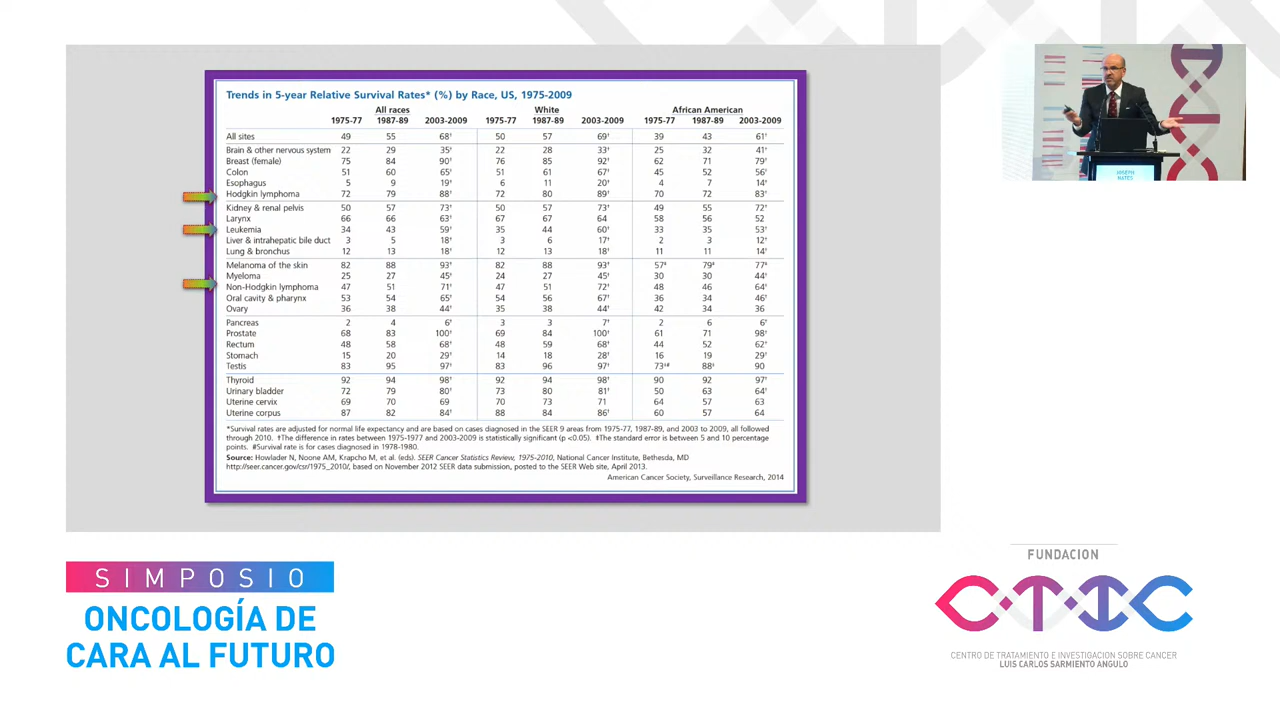 Trends in 5-year Relative Survival Rates* (%) by Race, US, 1975-2009
All races White African American
1975-77 1987-89 2003-2009 1975-77 1987-89 2003-2009 1975-77 1987-89 2003-2009
All sites 49 55 68† 50 57 69† 39 43 61†
Brain & other nervous system 22 29 35† 22 28 33† 25 32 41†
Breast (female) 75 84 90† 76 85 92† 62 71 79†
Colon 51 60 65† 51 61 67† 45 52 56†
Esophagus 5 9 19† 6 11 20† 4 7 14†
Hodgkin lymphoma 72 79 88† 72 80 89† 70 72 83†
Kidney & renal pelvis 50 57 73† 50 57 73† 49 55 72†
Larynx 66 66 63† 67 67 64 58 56 52
Leukemia 34 43 59† 35 44 60† 33 35 53†
Liver & intrahepatic bile duct 3 5 18† 3 6 17† 2 3 12†
Lung & bronchus 12 13 18† 12 13 18† 11 11 14†
Melanoma of the skin 82 88 93† 82 88 93† 57‡ 79‡ 77‡
Myeloma 25 27 45† 24 27 45† 30 30 44†
Non-Hodgkin lymphoma 47 51 71† 47 51 72† 48 46 64†
Oral cavity & pharynx 53 54 65† 54 56 67† 36 34 46†
Ovary 36 38 44† 35 38 44† 42 34 36
Pancreas 2 4 6† 3 3 7† 2 6 6†
Prostate 68 83 100† 69 84 100† 61 71 98†
Rectum 48 58 68† 48 59 68† 44 52 62†
Stomach 15 20 29† 14 18 28† 16 19 29†
Testis 83 95 97† 83 96 97† 73‡# 88‡ 90
Thyroid 92 94 98† 92 94 98† 90 92 97†
Urinary bladder 72 79 80† 73 80 81† 50 63 64†
Uterine cervix 69 70 69 70 73 71 64 57 63
Uterine corpus 87 82 84† 88 84 86† 60 57 64
*Survival rates are adjusted for normal life expectancy and are based on cases diagnosed in the SEER 9 areas from 1975-77, 1987-89, and 2003 to 2009, all followed
through 2010. †The difference in rates between 1975-1977 and 2003-2009 is statistically significant (p <0.05). ‡The standard error is between 5 and 10 percentage
points. #Survival rate is for cases diagnosed in 1978-1980.
Source: Howlader N, Noone AM, Krapcho M, et al. (eds). SEER Cancer Statistics Review, 1975-2010, National Cancer Institute, Bethesda, MD
http://seer.cancer.gov/csr/1975_2010/, based on November 2012 SEER data submission, posted to the SEER Web site, April 2013.
American Cancer Society, Surveillance Research, 2014
JOSEPH
SIMPOSIO
ONCOLOGÍA DE
CARA AL FUTURO
FUNDACION
CTIC
CENTRO DE TRATAMIENTO E INVESTIGACION SOBRE CANCER
LUIS CARLOS SARMIENTO ANGULO